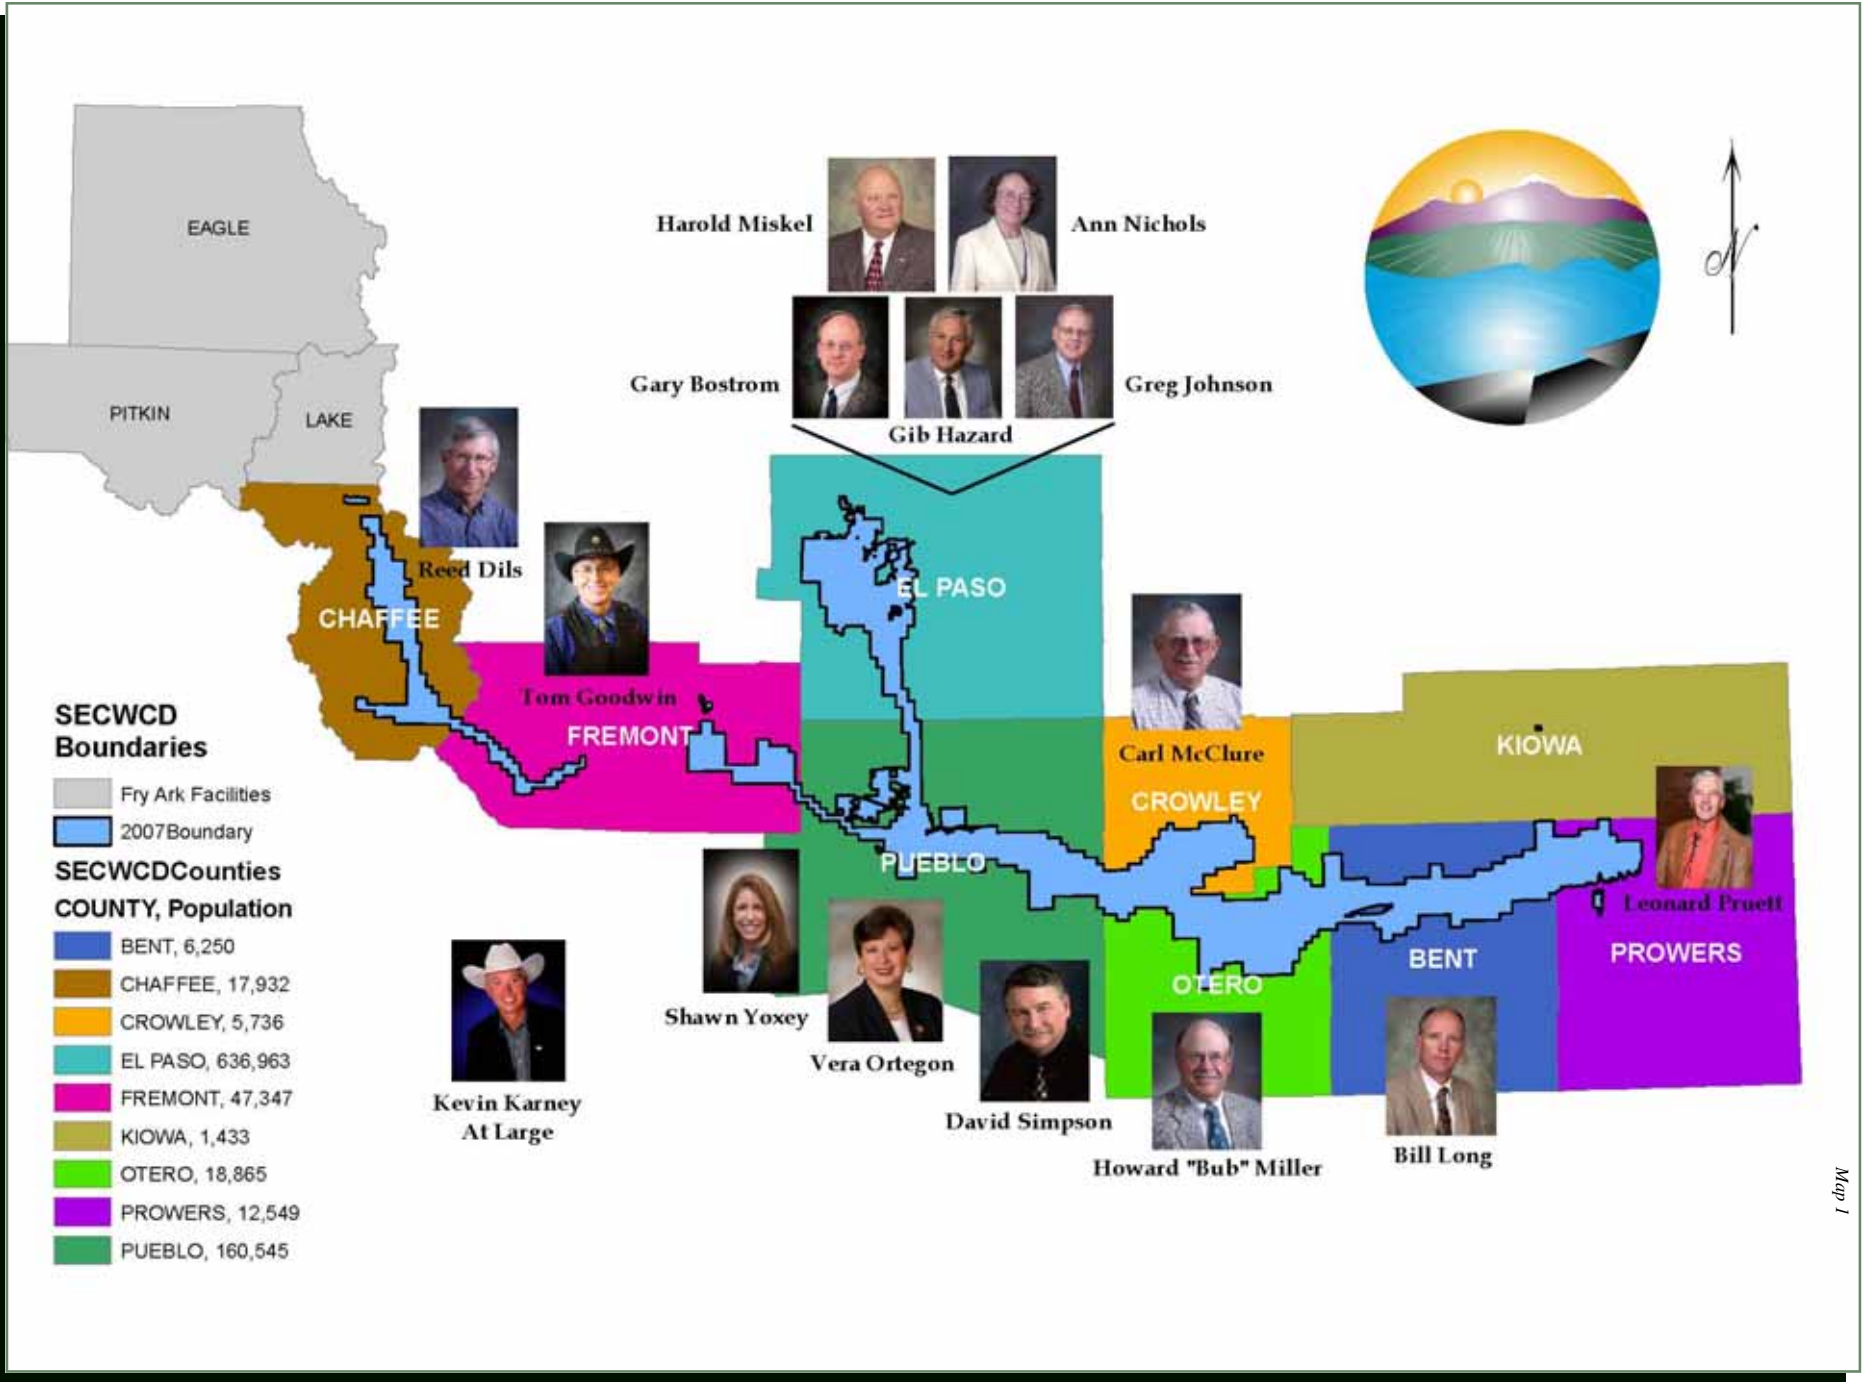 EAGLE
PITKIN
LAKE
Harold Miskel
Ann Nichols
Gary Bostrom
Greg Johnson
Gib Hazard
N
Reed Dils
CHAFFEE
Tom Goodwin
FREMONT
EL PASO
Carl McClure
CROWLEY
KIOWA
PUEBLO
Leonard Pruett
PROWERS
BENT
OTERO
Shawn Yoxey
Vera Ortegon
David Simpson
Howard "Bub" Miller
Bill Long
Kevin Karney
At Large
SECWCD
Boundaries
Fry Ark Facilities
2007Boundary
SECWCDCounties
COUNTY, Population
BENT, 6,250
CHAFFEE, 17,932
CROWLEY, 5,736
EL PASO, 636,963
FREMONT, 47,347
KIOWA, 1,433
OTERO, 18,865
PROWERS, 12,549
PUEBLO, 160,545
Map 1